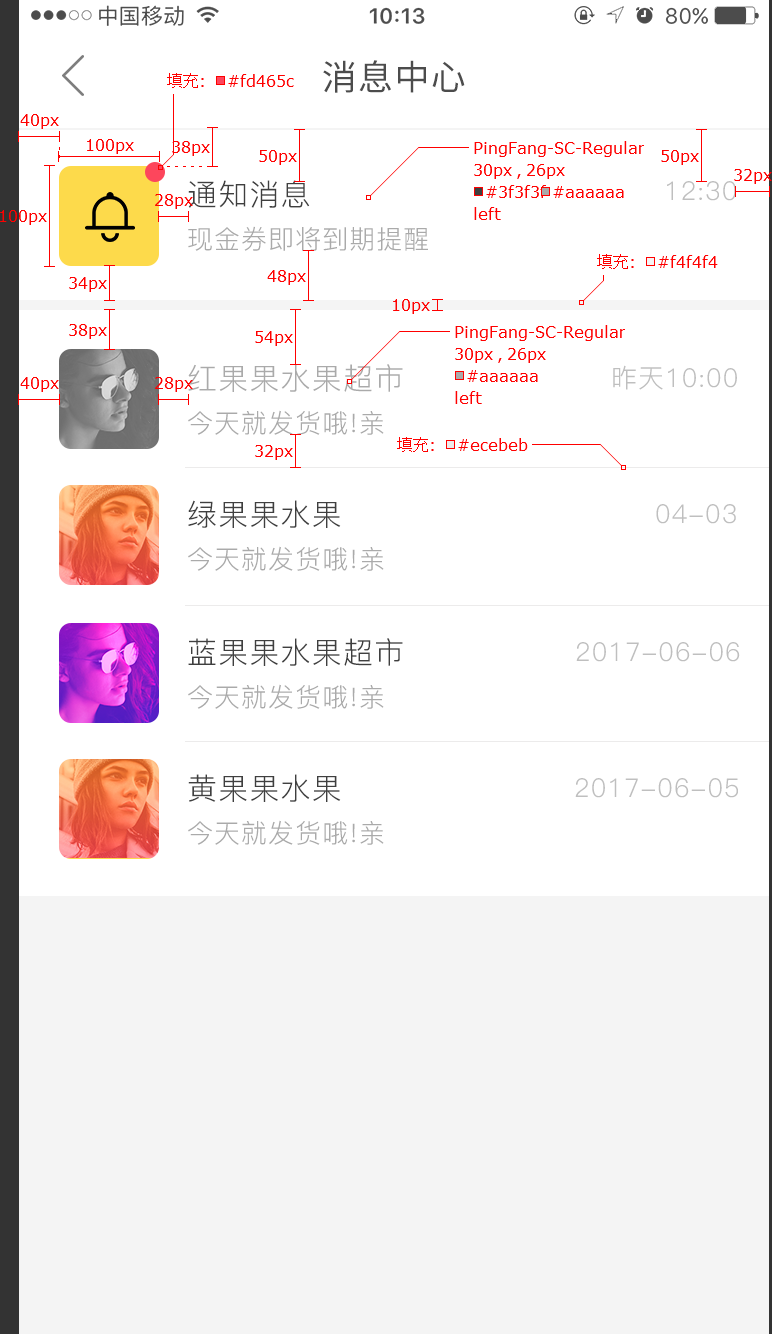 中国移动
10:13
80%
消息中心
填充: #fd465c
40px
100px
38px
50px
PingFang-SC-Regular
30px , 26px
#3f3f3f #aaaaaa
left
50px
32px
100px
28px
通知消息
12:30
现金券即将到期提醒
34px
48px
填充: #f4f4f4
10px
38px
54px
PingFang-SC-Regular
30px , 26px
#aaaaaa
left
40px
28px
红果果水果超市
昨天10:00
今天就发货哦!亲
32px
填充: #ecebeb
绿果果水果
04-03
今天就发货哦!亲
蓝果果水果超市
2017-06-06
今天就发货哦!亲
黄果果水果
2017-06-05
今天就发货哦!亲